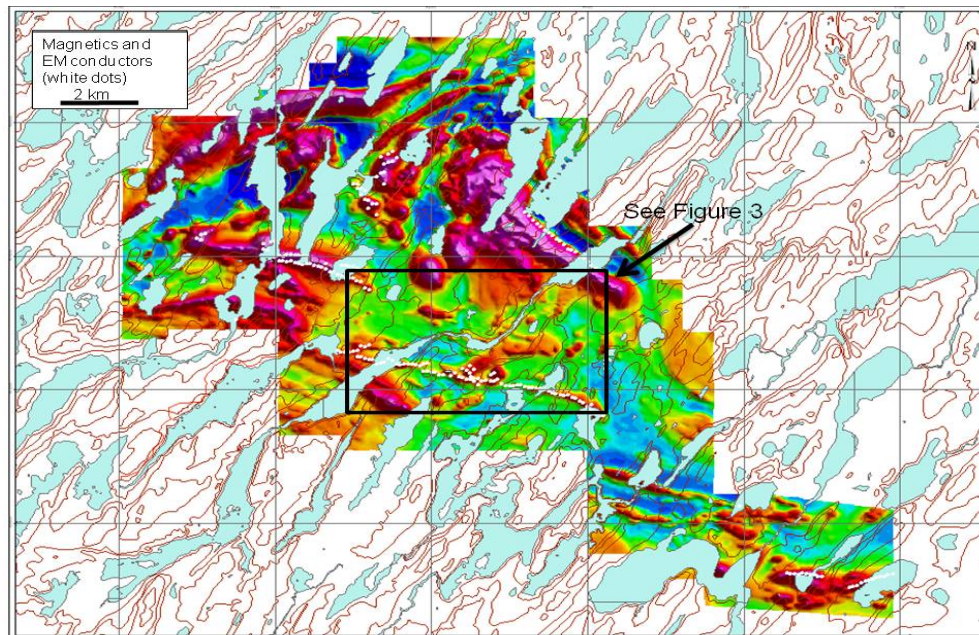 Magnetics and
EM conductors
(white dots)
2 km
See Figure 3